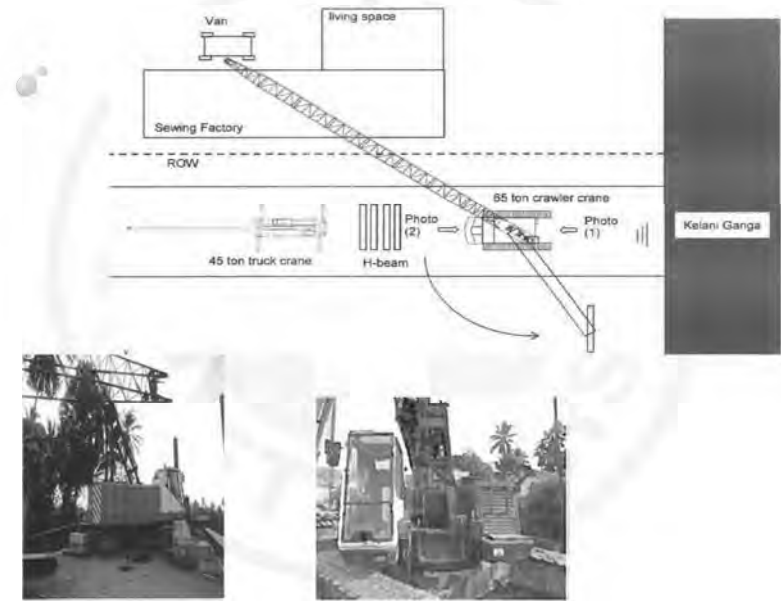 living space
Van
Sewing Factory
ROW
65 ton crawler crane
Photo
(2)
Photo
(1)
Kelani Ganga
45 ton truck crane
H-beam